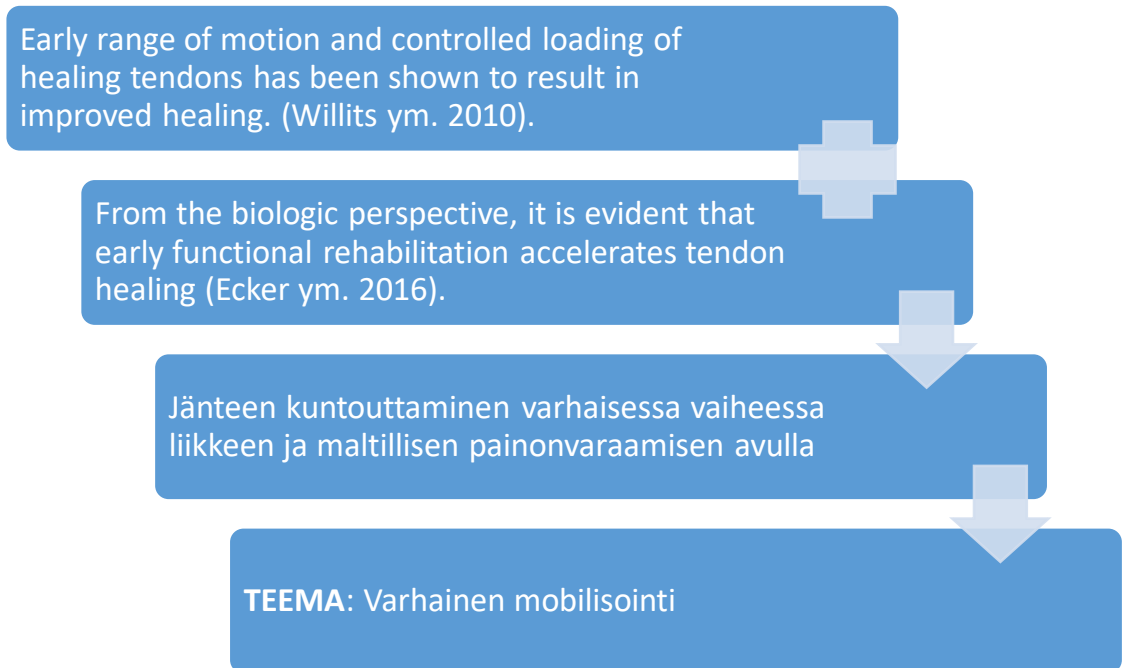 Early range of motion and controlled loading of
healing tendons has been shown to result in
improved healing. (Willits ym. 2010).
From the biologic perspective, it is evident that
early functional rehabilitation accelerates tendon
healing (Ecker ym. 2016).
Jänteen kuntouttaminen varhaisessa vaiheessa
liikkeen ja maltillisen painonvaraamisen avulla
TEEMA: Varhainen mobilisointi